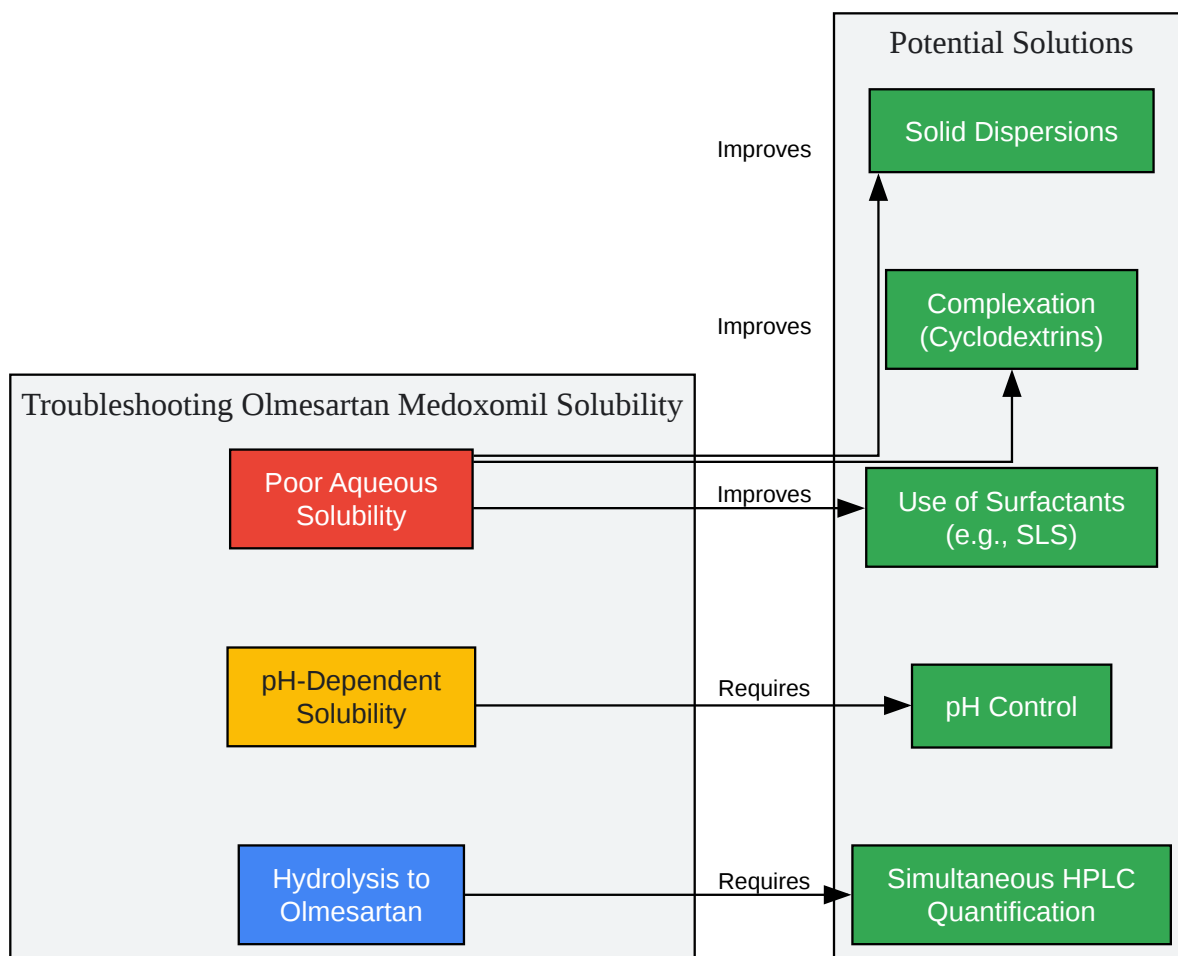 Potential Solutions
Solid Dispersions
Improves
Complexation
(Cyclodextrins)
Improves
Troubleshooting Olmesartan Medoxomil Solubility
Poor Aqueous
Solubility
Improves
Use of Surfactants
(e.g., SLS)
pH-Dependent
Solubility
Requires
pH Control
Hydrolysis to
Olmesartan
Requires
Simultaneous HPLC
Quantification